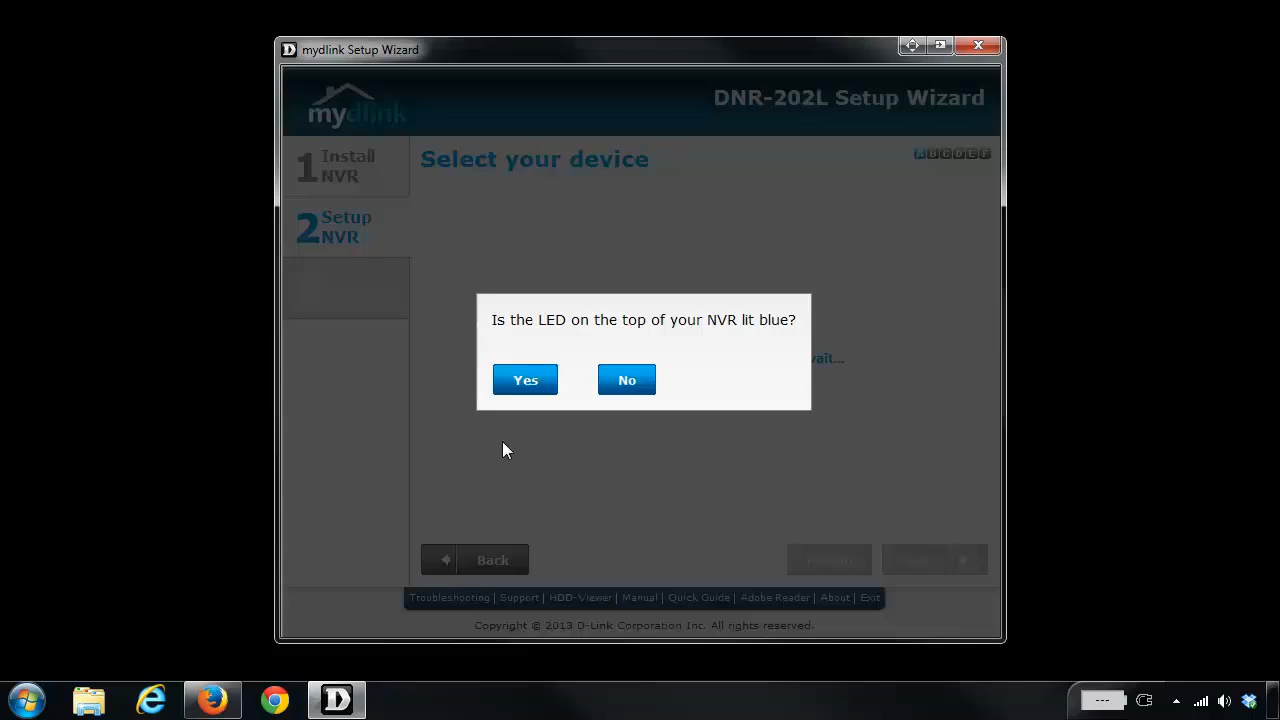 mydlink Setup Wizard
mydlink
DNR-202L Setup Wizard
1 Install NVR
2 Setup NVR
Select your device
A B C D E F
Is the LED on the top of your NVR lit blue?
wait...
Yes No
Back
Troubleshooting | Support | HDD-Viewer | Manual | Quick Guide | Adobe Reader | About | Exit
Copyright © 2013 D-Link Corporation Inc. All rights reserved.
D
---